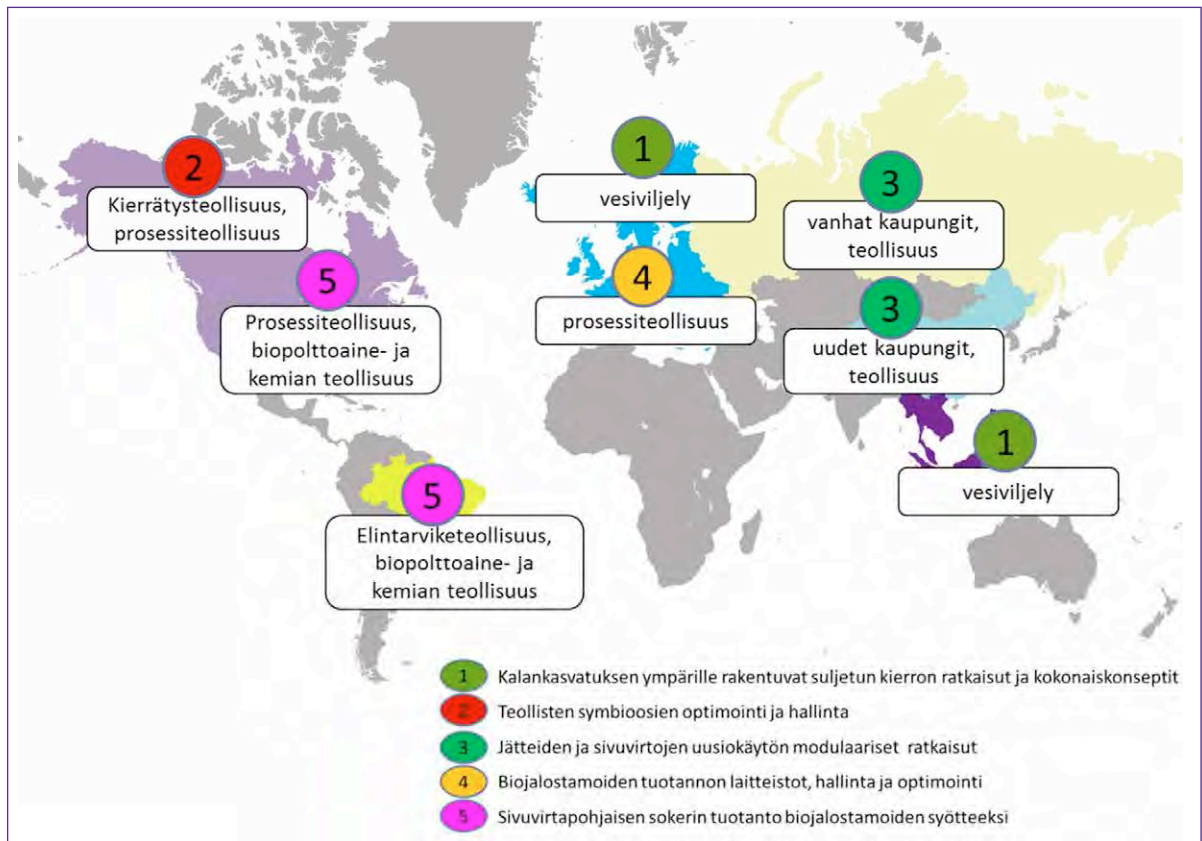 2
Kierrätysteollisuus,
prosessiteollisuus
5
Prosessiteollisuus,
biopolttoaine- ja
kemian teollisuus
1
vesiviljely
4
prosessiteollisuus
3
vanhat kaupungit,
teollisuus
3
uudet kaupungit,
teollisuus
1
vesiviljely
5
Elintarviketeollisuus,
biopolttoaine- ja
kemian teollisuus
1 Kalankasvatuksen ympärille rakentuvat suljetun kierron ratkaisut ja kokonaiskonseptit
2 Teollisten symbioosien optimointi ja hallinta
3 Jätteiden ja sivuvirtojen uusiokäytön modulaariset ratkaisut
4 Biojalostamoiden tuotannon laitteistot, hallinta ja optimointi
5 Sivuvirtapohjaisen sokerin tuotanto biojalostamoiden syötteeksi